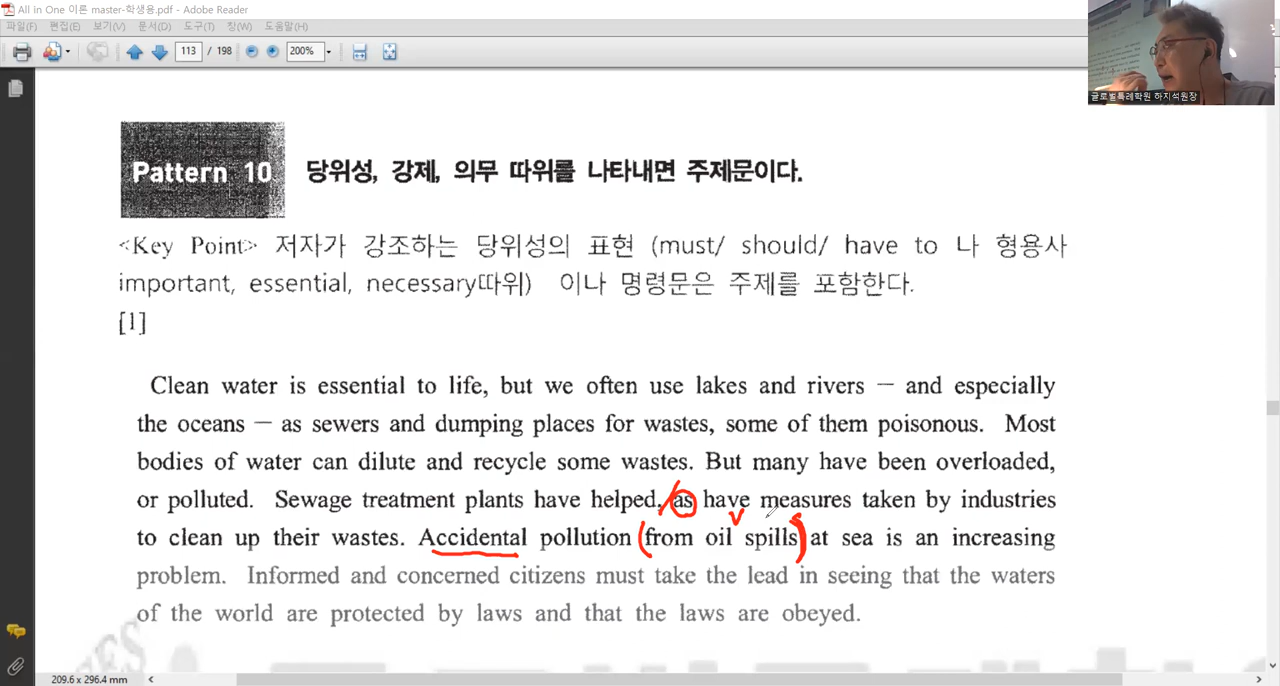 All in One 이론 master-학생용.pdf - Adobe Reader
파일(F) 편집(E) 보기(V) 문서(D) 도구(T) 창(W) 도움말(H)
113 / 198 200%
글로벌특례학원 하지석원장
Pattern 10 당위성, 강제, 의무 따위를 나타내면 주제문이다.
<Key Point> 저자가 강조하는 당위성의 표현 (must/ should/ have to 나 형용사
important, essential, necessary따위) 이나 명령문은 주제를 포함한다.
[1]
Clean water is essential to life, but we often use lakes and rivers — and especially
the oceans — as sewers and dumping places for wastes, some of them poisonous. Most
bodies of water can dilute and recycle some wastes. But many have been overloaded,
or polluted. Sewage treatment plants have helped, as have measures taken by industries
to clean up their wastes. Accidental pollution (from oil spills) at sea is an increasing
problem. Informed and concerned citizens must take the lead in seeing that the waters
of the world are protected by laws and that the laws are obeyed.
209.6 x 296.4 mm